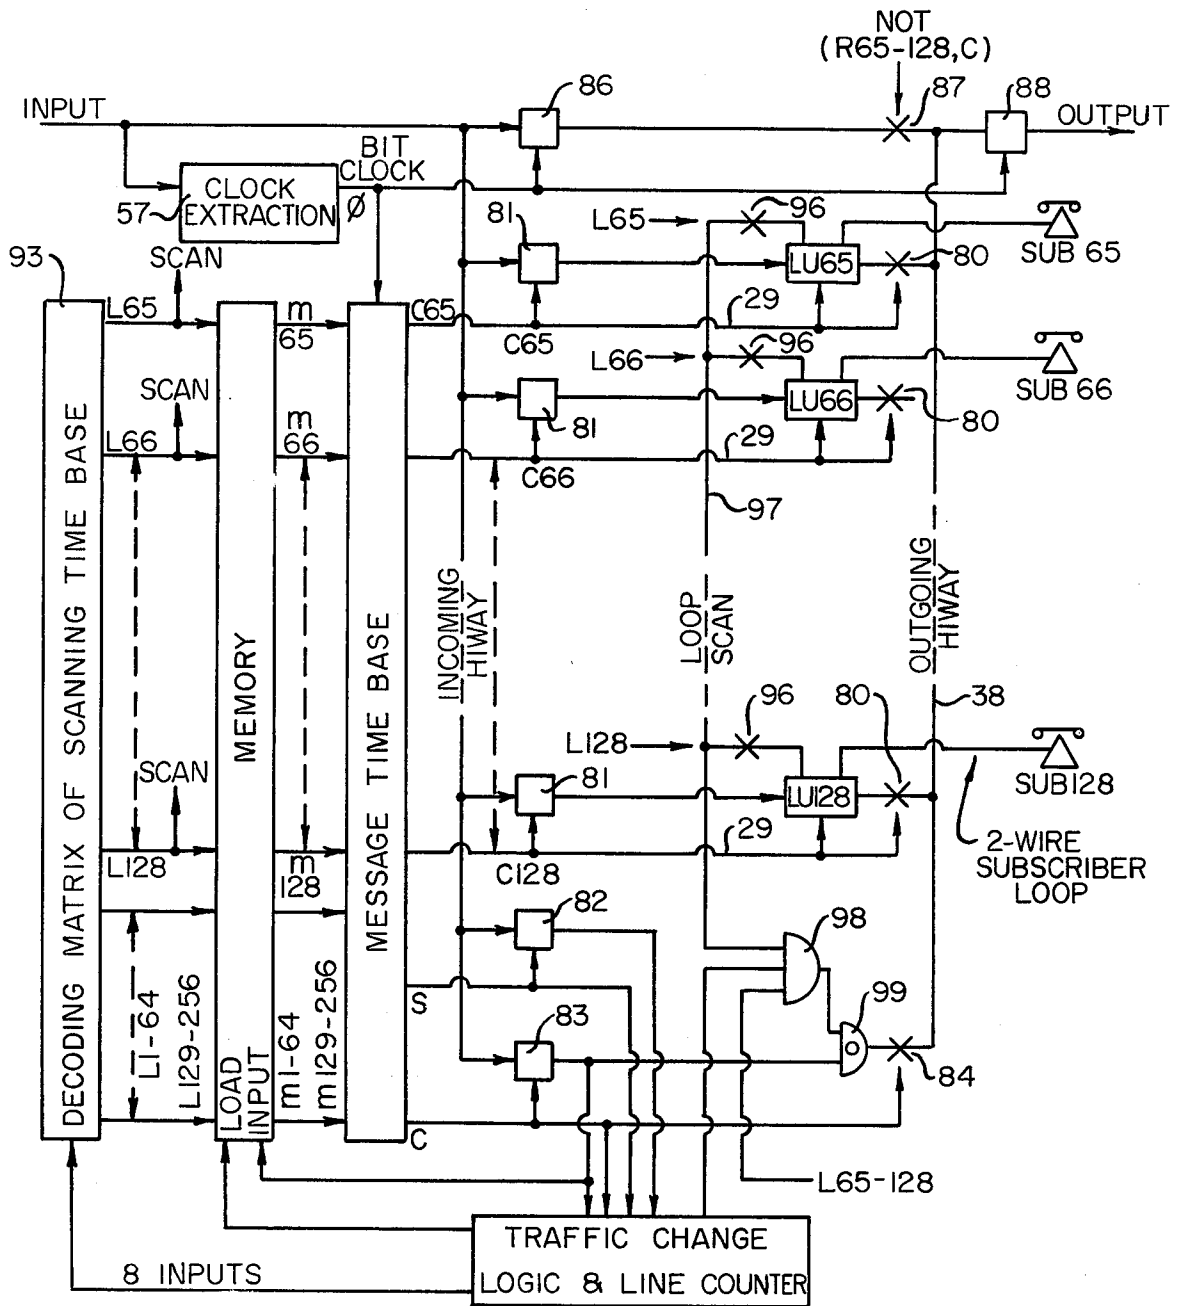 NOT
(R65-128,C)
86
87
88
INPUT
OUTPUT
BIT
CLOCK
CLOCK
EXTRACTION
Ø
57
81
L65
96
SUB 65
LU65
80
93
SCAN
L65
m
65
C65
C65
29
L66
96
SUB 66
LU66
80
SCAN
L66
m
66
81
C66
29
97
DECODING MATRIX OF SCANNING TIME BASE
MEMORY
MESSAGE TIME BASE
INCOMING
HIWAY
LOOP
SCAN
OUTGOING
HIWAY
38
L128
96
80
SUB128
LU128
81
SCAN
L128
m
128
C128
29
2-WIRE
SUBSCRIBER
LOOP
82
98
L1-64
L129-256
LOAD
INPUT
m 1-64
m 129-256
S
83
99
84
C
L65-128
TRAFFIC CHANGE
LOGIC & LINE COUNTER
8 INPUTS